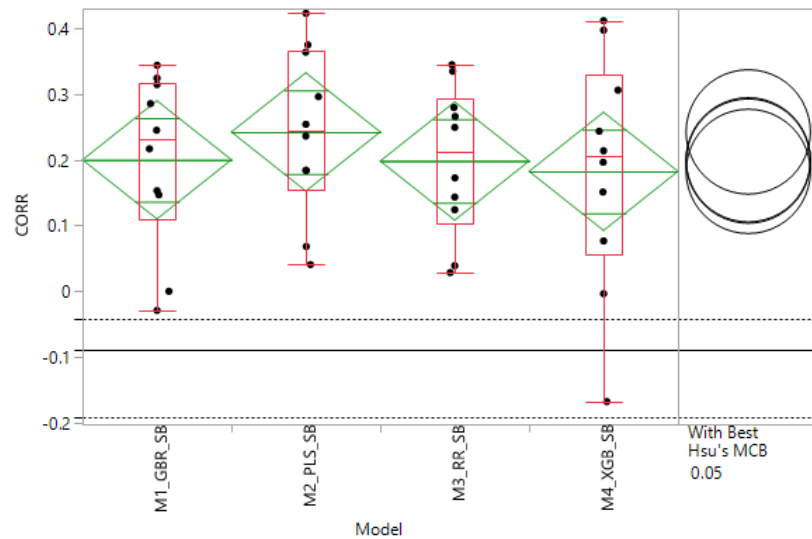 CORR
0.4
0.3
0.2
0.1
0
-0.1
-0.2
M1_GBR_SB
M2_PLS_SB
M3_RR_SB
M4_XGB_SB
Model
With Best
Hsu's MCB
0.05